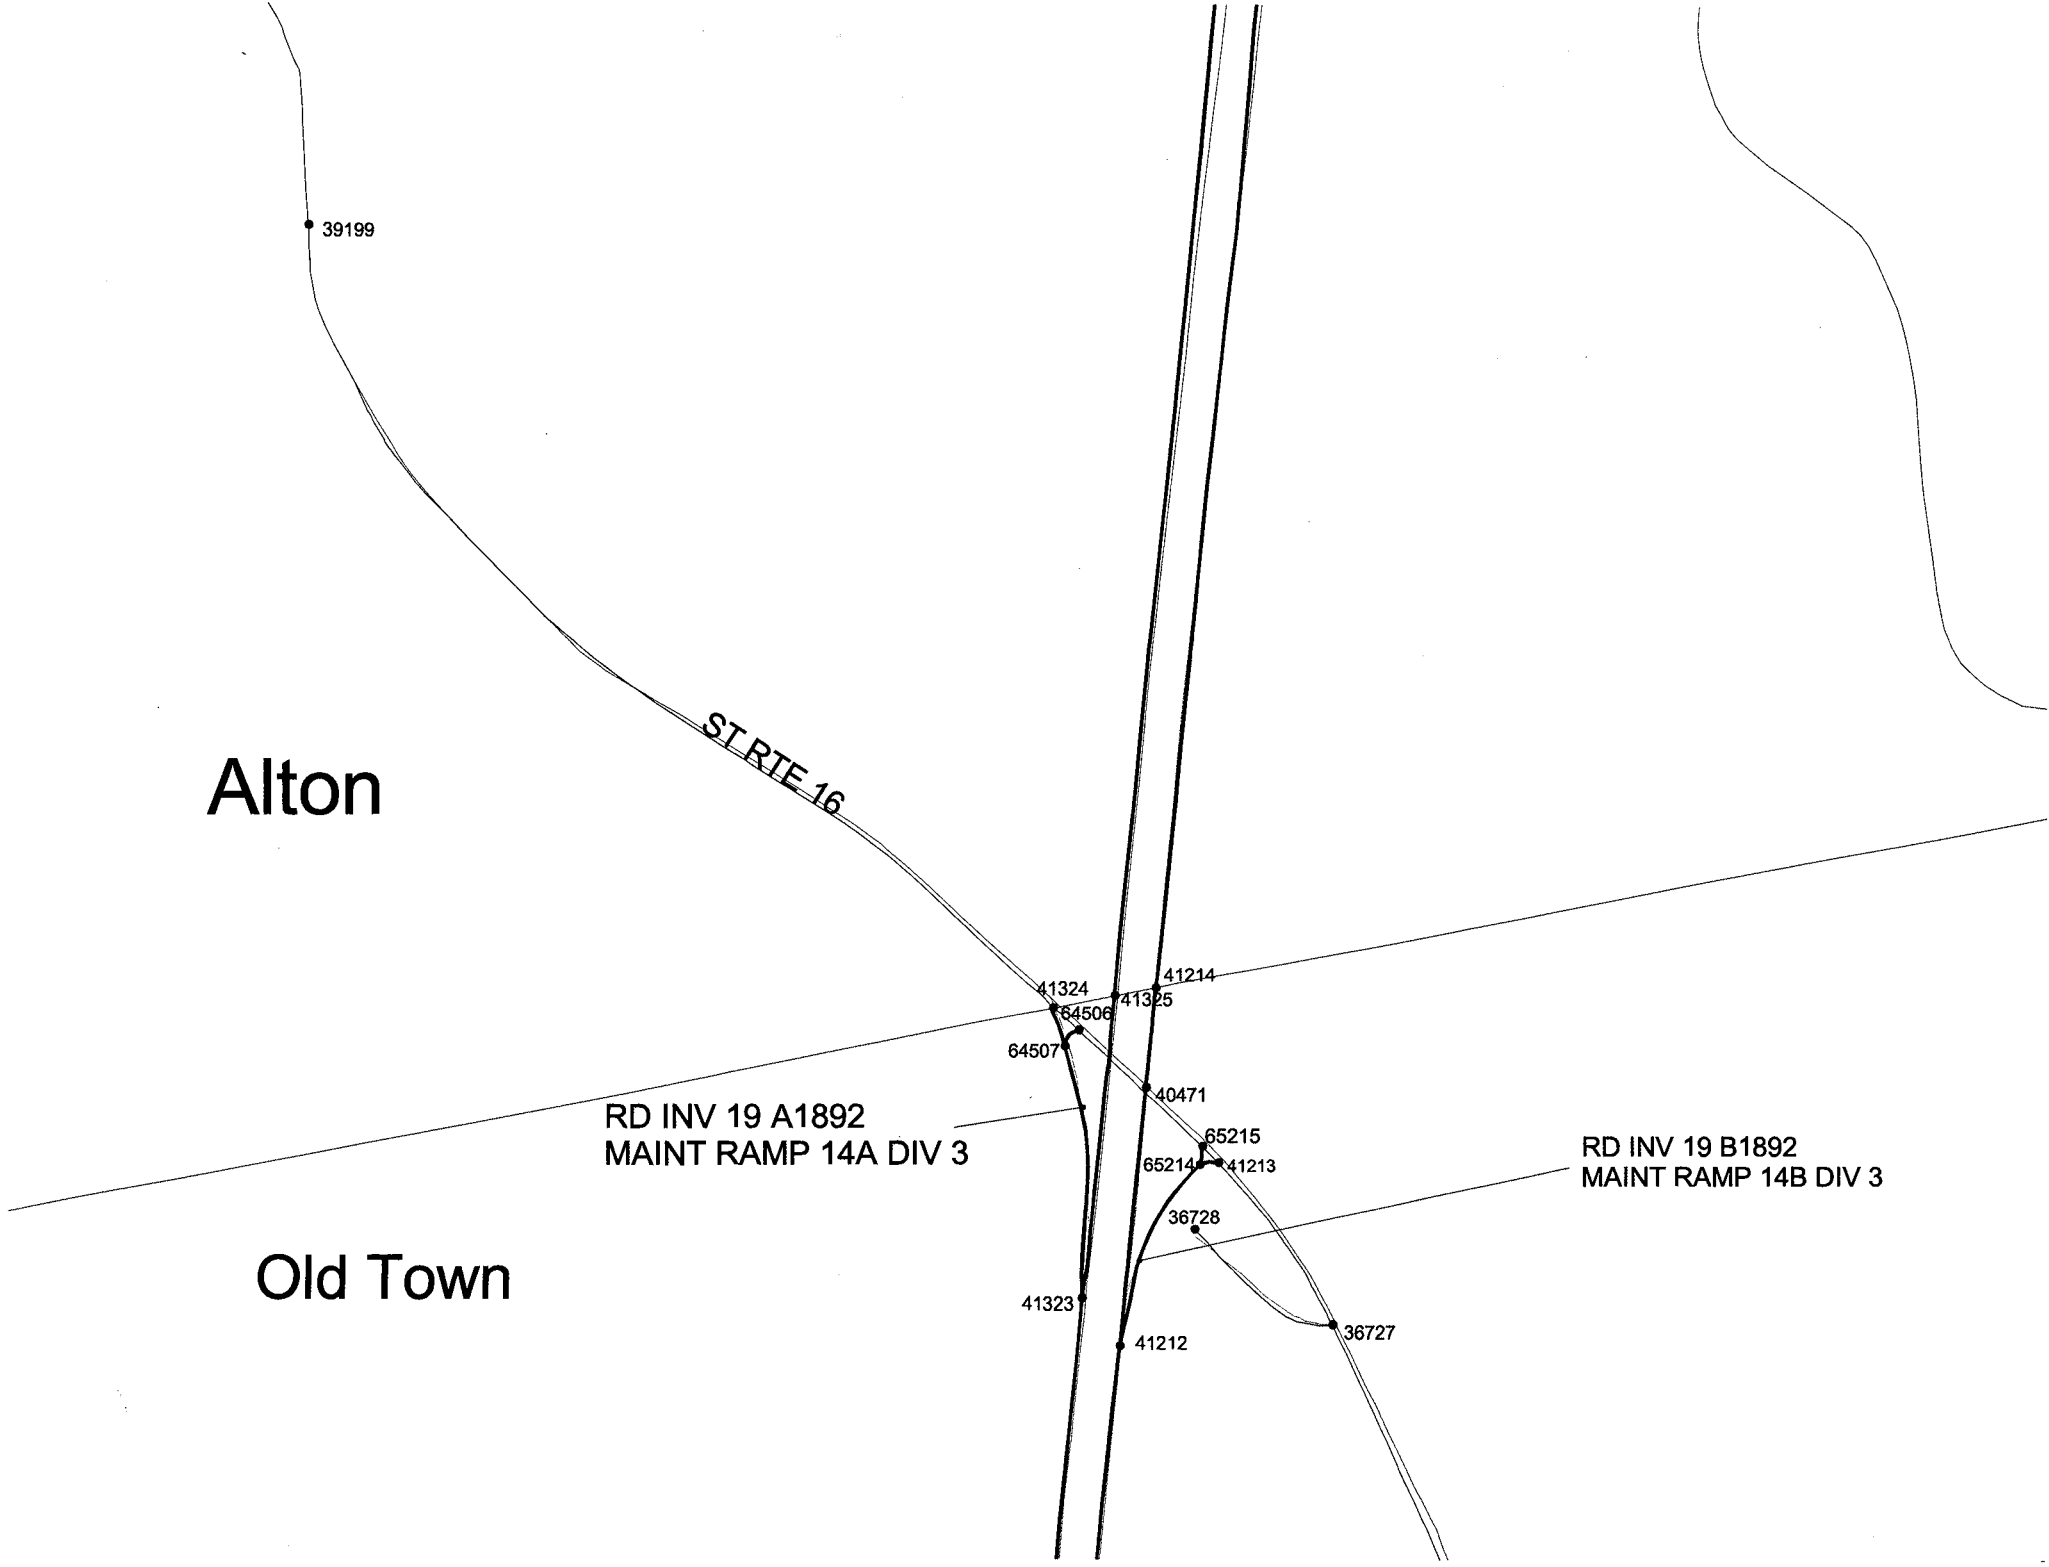 39199
ST RTE 16
Alton
41214
41324
41325
64506
64507
40471
RD INV 19 A1892
MAINT RAMP 14A DIV 3
65215
65214
41213
RD INV 19 B1892
MAINT RAMP 14B DIV 3
36728
Old Town
41323
36727
41212